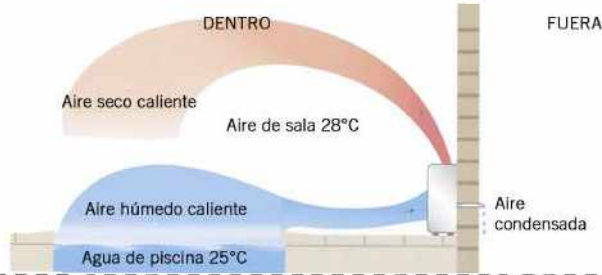 DENTRO
FUERA
Aire seco caliente
Aire de sala 28°C
Aire húmedo caliente
Aire
condensada
Agua de piscina 25°C